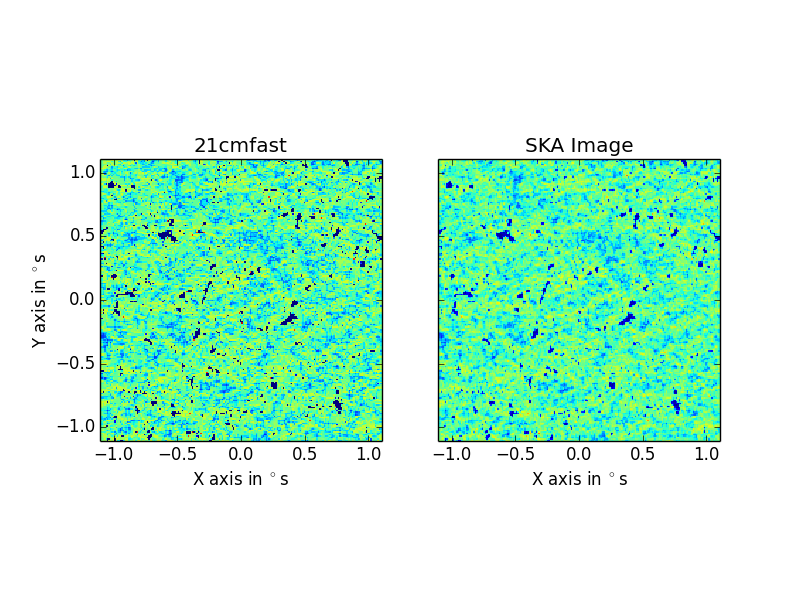 21cmfast
SKA Image
1.0
0.5
0.0
−0.5
−1.0
Y axis in °s
−1.0 −0.5 0.0 0.5 1.0
X axis in °s
−1.0 −0.5 0.0 0.5 1.0
X axis in °s